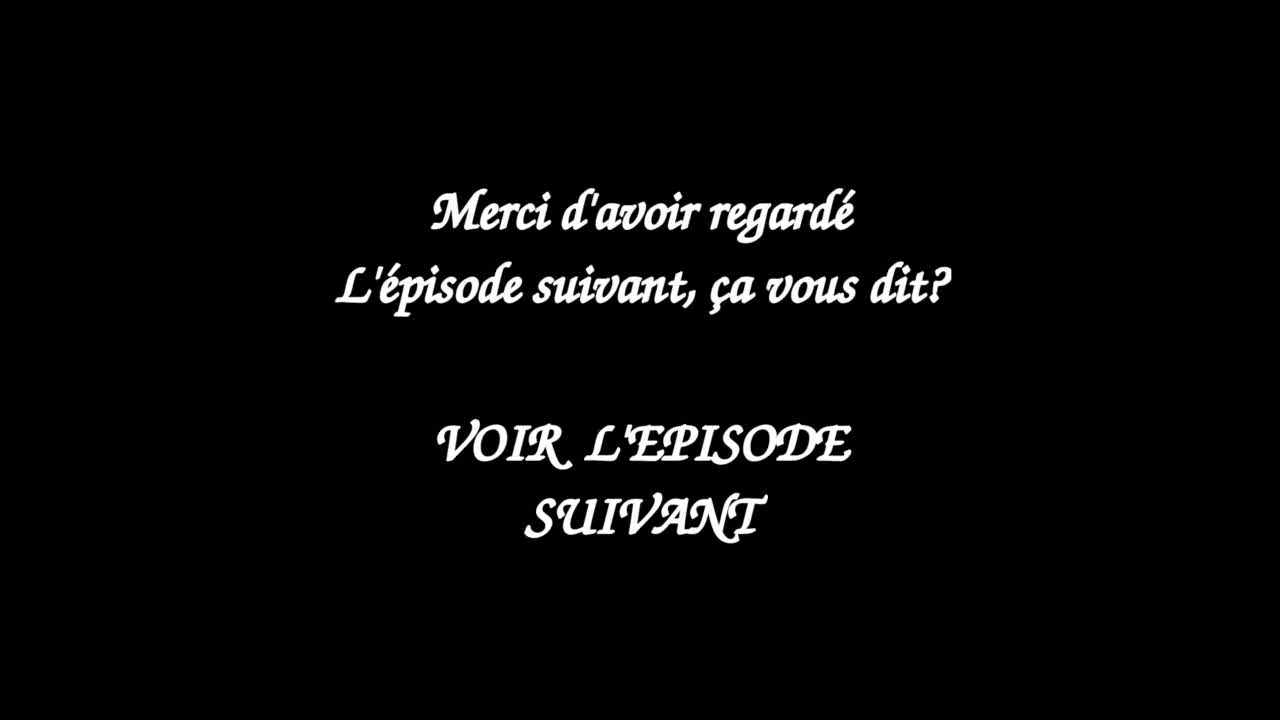 Merci d'avoir regardé
L'épisode suivant, ça vous dit?
VOIR L'EPISODE
SUIVANT